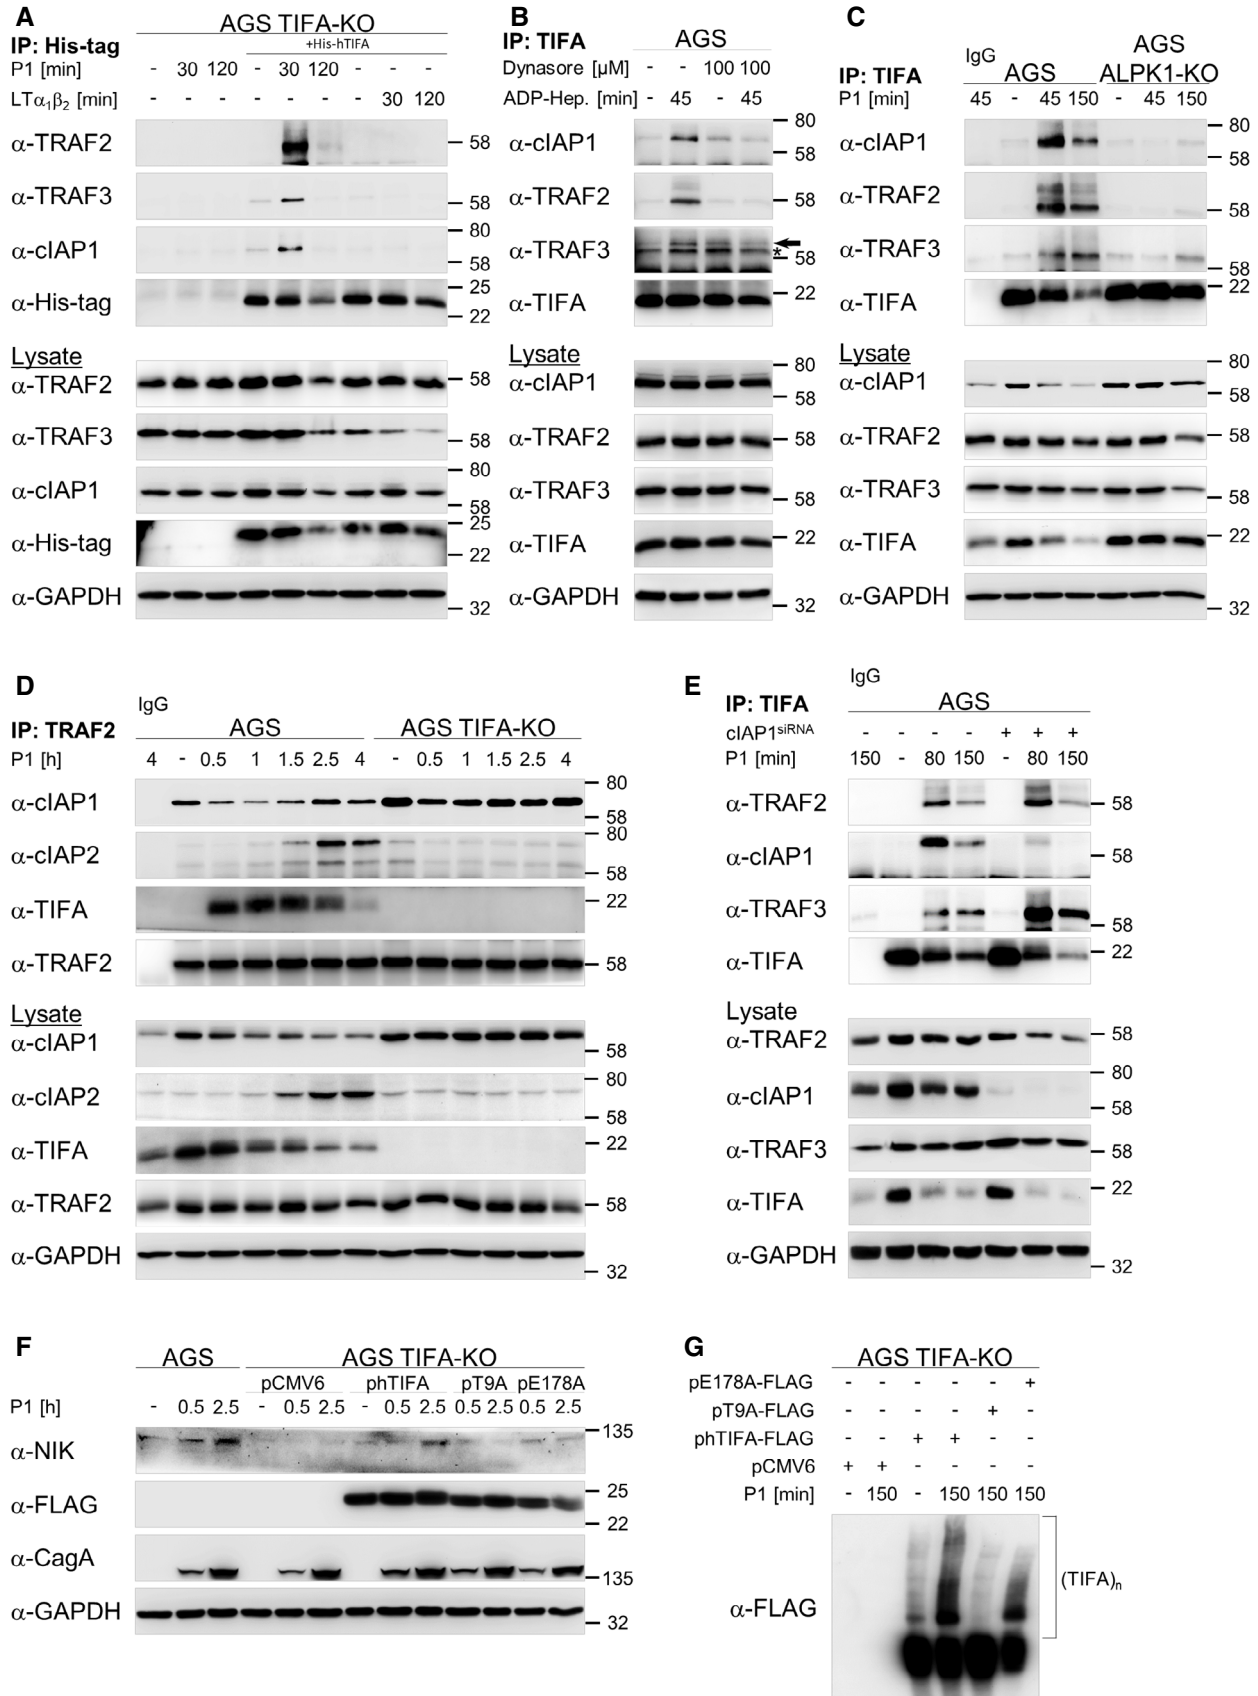 A
AGS TIFA-KO
IP: His-tag
+His-hTIFA
P1 [min] - 30 120 - 30 120 - - -
LTα₁β₂ [min] - - - - - - - 30 120
α-TRAF2 58
α-TRAF3 58
α-cIAP1 80 58
α-His-tag 25 22
Lysate
α-TRAF2 58
α-TRAF3 58
α-cIAP1 80 58
α-His-tag 25 22
α-GAPDH 32
B
IP: TIFA AGS
Dynasore [µM] - - 100 100
ADP-Hep. [min] - 45 - 45
α-cIAP1 80 58
α-TRAF2 58
α-TRAF3 * 58
α-TIFA 22
Lysate
α-cIAP1 80 58
α-TRAF2 58
α-TRAF3 58
α-TIFA 22
α-GAPDH 32
C
IgG AGS AGS ALPK1-KO
IP: TIFA
P1 [min] 45 - 45 150 - 45 150
α-cIAP1 80 58
α-TRAF2 58
α-TRAF3 58
α-TIFA 22
Lysate
α-cIAP1 80 58
α-TRAF2 58
α-TRAF3 58
α-TIFA 22
α-GAPDH 32
D
IgG
IP: TRAF2 AGS AGS TIFA-KO
P1 [h] 4 - 0.5 1 1.5 2.5 4 - 0.5 1 1.5 2.5 4
α-cIAP1 80 58
α-cIAP2 80 58
α-TIFA 22
α-TRAF2 58
Lysate
α-cIAP1 58
α-cIAP2 80 58
α-TIFA 22
α-TRAF2 58
α-GAPDH 32
E
IgG
IP: TIFA AGS
cIAP1siRNA - - - - + + +
P1 [min] 150 - 80 150 - 80 150
α-TRAF2 58
α-cIAP1 58
α-TRAF3 58
α-TIFA 22
Lysate
α-TRAF2 58
α-cIAP1 80 58
α-TRAF3 58
α-TIFA 22
α-GAPDH 32
F
AGS AGS TIFA-KO
pCMV6 phTIFA pT9A pE178A
P1 [h] - 0.5 2.5 - 0.5 2.5 - 0.5 2.5 0.5 2.5 0.5 2.5
α-NIK 135
α-FLAG 25 22
α-CagA 135
α-GAPDH 32
G
AGS TIFA-KO
pE178A-FLAG - - - - - +
pT9A-FLAG - - - - + -
phTIFA-FLAG - - + + - -
pCMV6 + + - - - -
P1 [min] - 150 - 150 150 150
α-FLAG (TIFA)n